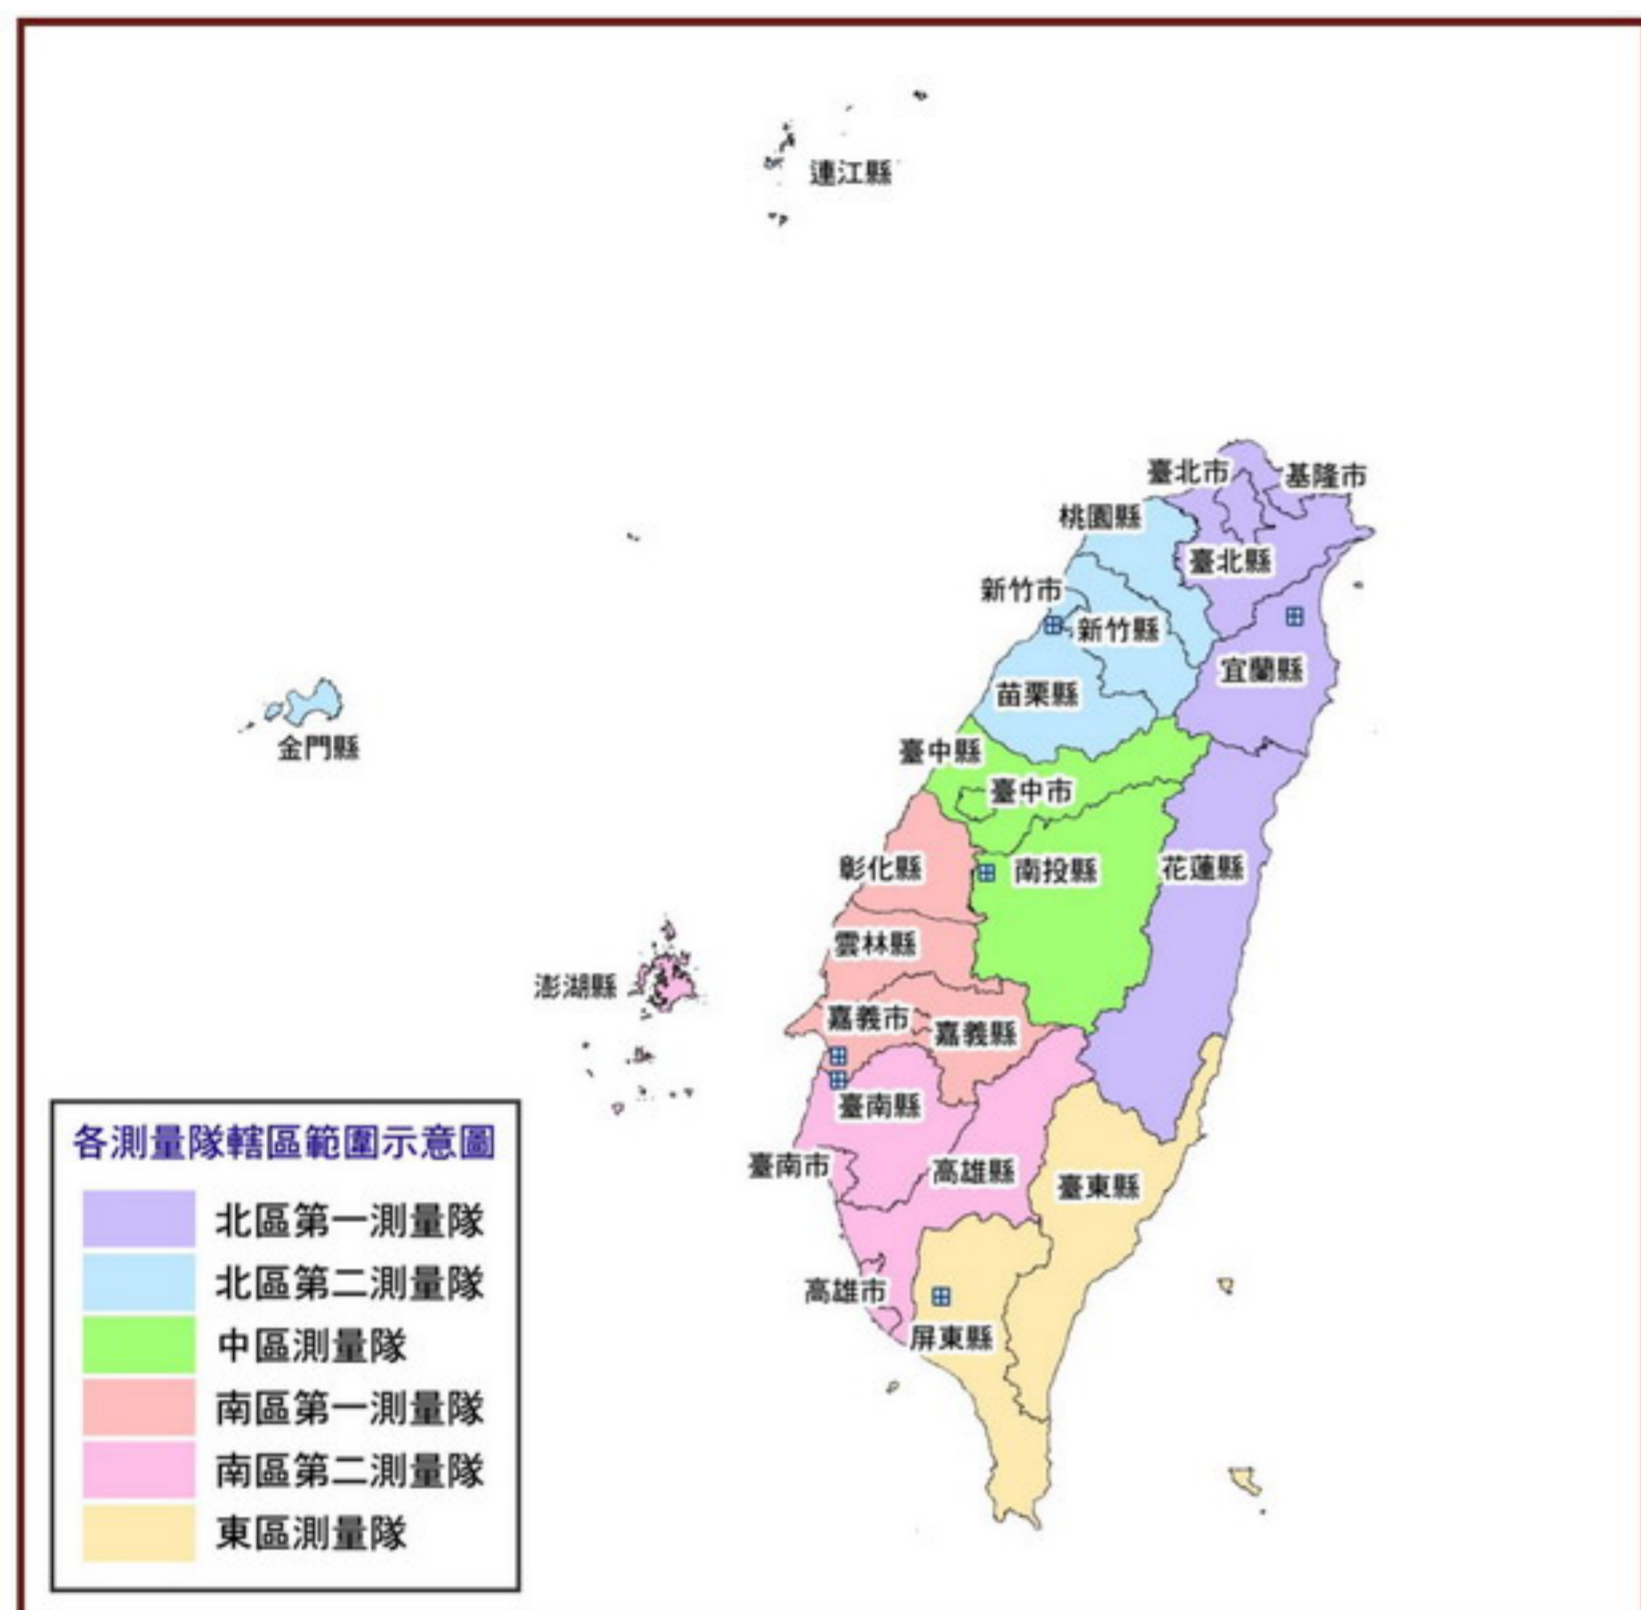 連江縣
臺北市
基隆市
桃園縣
臺北縣
新竹市
新竹縣
宜蘭縣
苗栗縣
金門縣
臺中縣
臺中市
彰化縣
南投縣
花蓮縣
雲林縣
澎湖縣
嘉義市
嘉義縣
臺南縣
臺南市
高雄縣
臺東縣
高雄市
屏東縣
各測量隊轄區範圍示意圖
北區第一測量隊
北區第二測量隊
中區測量隊
南區第一測量隊
南區第二測量隊
東區測量隊